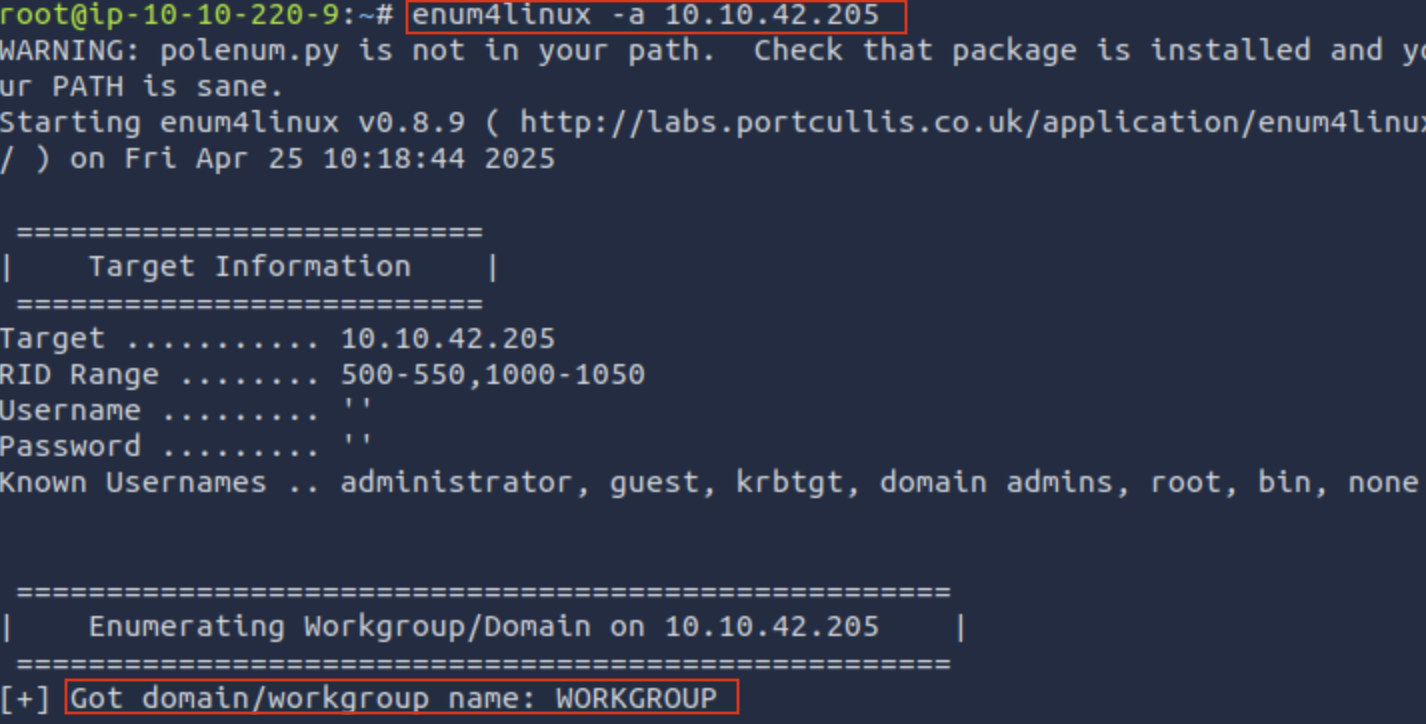 root@ip-10-10-220-9:~# enum4linux -a 10.10.42.205
WARNING: polenum.py is not in your path.  Check that package is installed and yo
ur PATH is sane.
Starting enum4linux v0.8.9 ( http://labs.portcullis.co.uk/application/enum4linux
/ ) on Fri Apr 25 10:18:44 2025
==========================
|    Target Information    |
==========================
Target ........... 10.10.42.205
RID Range ........ 500-550,1000-1050
Username ......... ''
Password ......... ''
Known Usernames .. administrator, guest, krbtgt, domain admins, root, bin, none
====================================================
|    Enumerating Workgroup/Domain on 10.10.42.205    |
====================================================
[+] Got domain/workgroup name: WORKGROUP